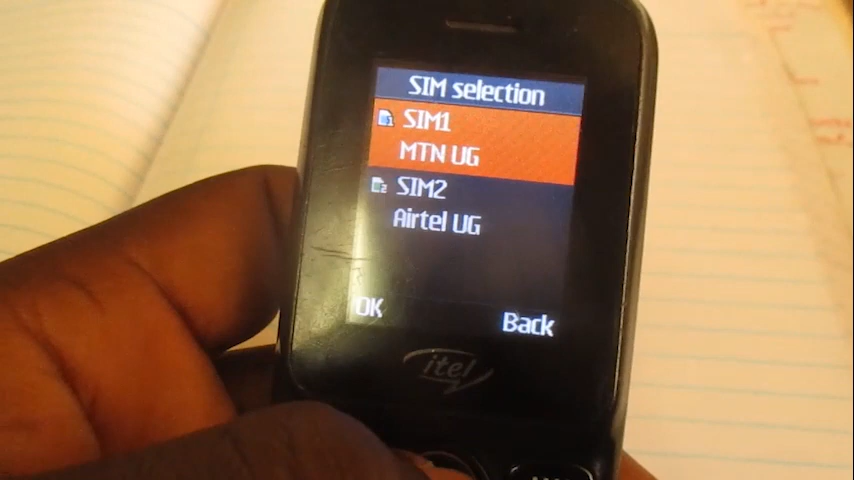 SIM selection
SIM1
MTN UG
SIM2
Airtel UG
OK
Back
itel